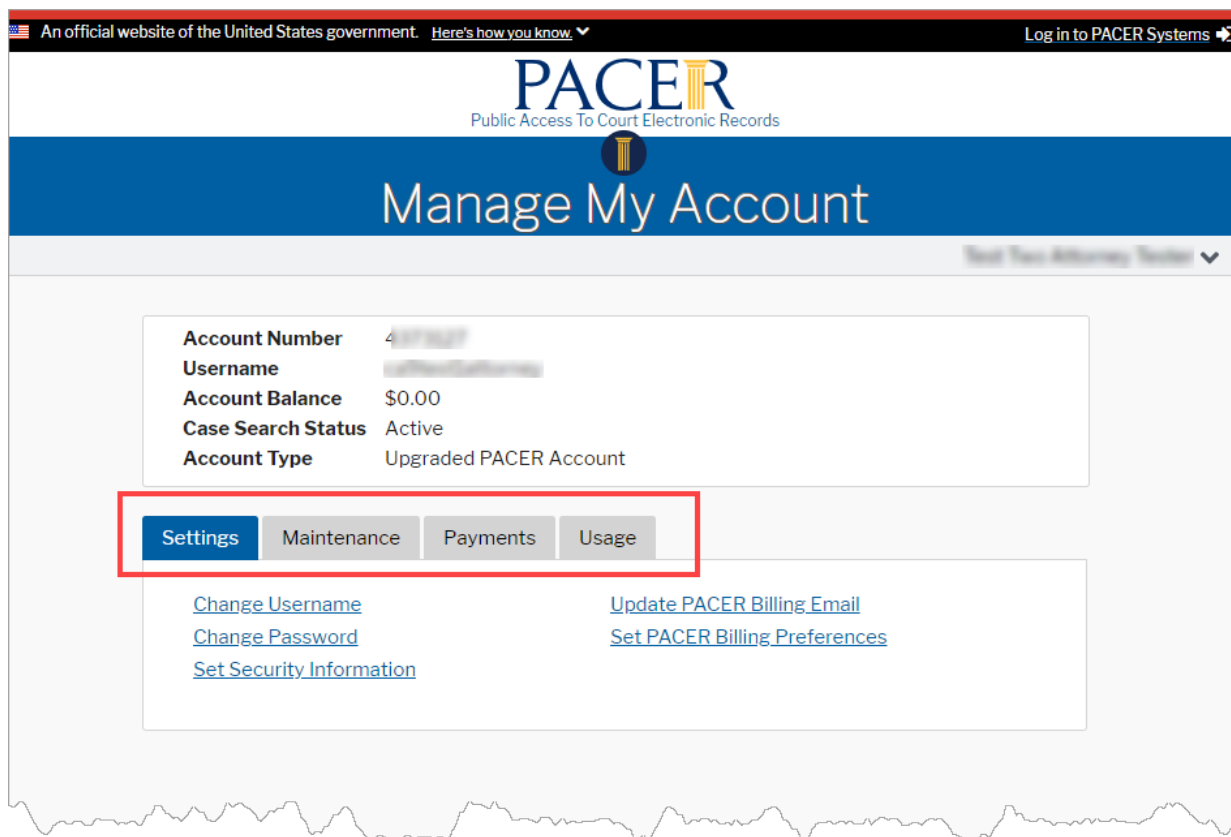 An official website of the United States government. Here's how you know.
Log in to PACER Systems
PACER
Public Access To Court Electronic Records
Manage My Account
Account Number 4
Username
Account Balance $0.00
Case Search Status Active
Account Type Upgraded PACER Account
Settings Maintenance Payments Usage
Change Username Update PACER Billing Email
Change Password Set PACER Billing Preferences
Set Security Information